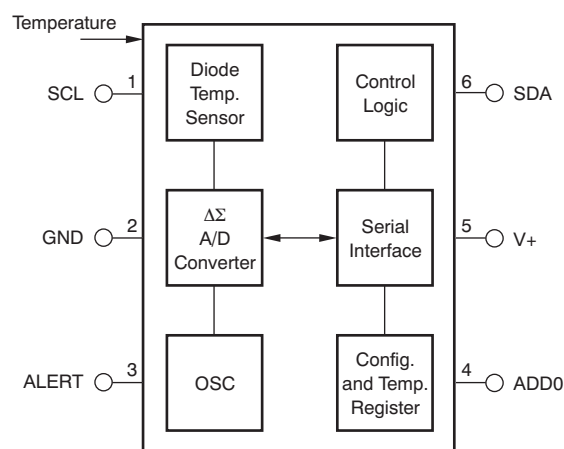 Temperature
SCL
1
Diode
Temp.
Sensor
Control
Logic
6
SDA
GND
2
ΔΣ
A/D
Converter
Serial
Interface
5
V+
ALERT
3
OSC
Config.
and Temp.
Register
4
ADD0